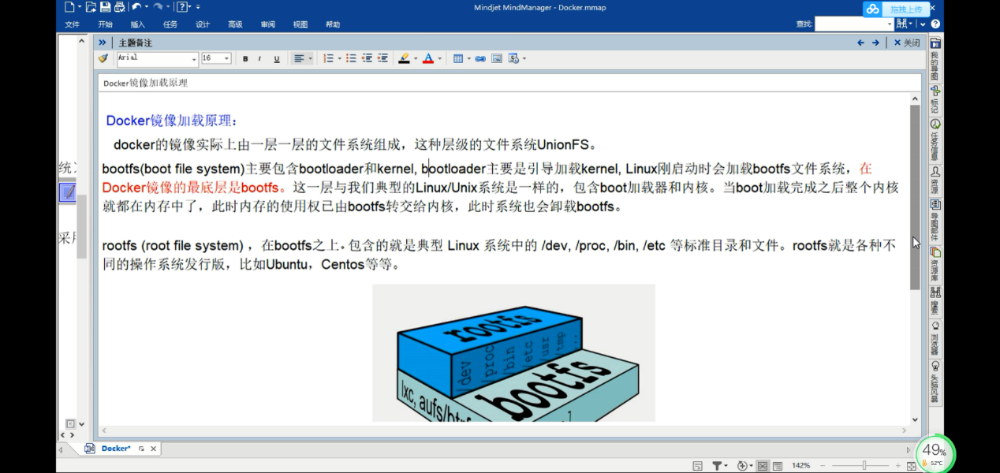 Mindjet MindManager - Docker.mmap
拖拽上传
文件 开始 插入 任务 设计 高级 审阅 视图 帮助
查找:
主题备注
关闭
Arial 16 B I U
Docker镜像加载原理
Docker镜像加载原理：
docker的镜像实际上由一层一层的文件系统组成，这种层级的文件系统UnionFS。
bootfs(boot file system)主要包含bootloader和kernel, bootloader主要是引导加载kernel, Linux刚启动时会加载bootfs文件系统，在
Docker镜像的最底层是bootfs。这一层与我们典型的Linux/Unix系统是一样的，包含boot加载器和内核。当boot加载完成之后整个内核
就都在内存中了，此时内存的使用权已由bootfs转交给内核，此时系统也会卸载bootfs。
rootfs (root file system) ，在bootfs之上。包含的就是典型 Linux 系统中的 /dev, /proc, /bin, /etc 等标准目录和文件。rootfs就是各种不
同的操作系统发行版，比如Ubuntu，Centos等等。
rootfs
/dev
/proc
/bin
/etc
/usr
/tmp
bootfs
lxc, aufs/btrf
统
采用
我的导图
标记
任务信息
资源
导图部件
资源库
搜索
浏览器
头脑风暴
Docker*
142%
49%
52℃